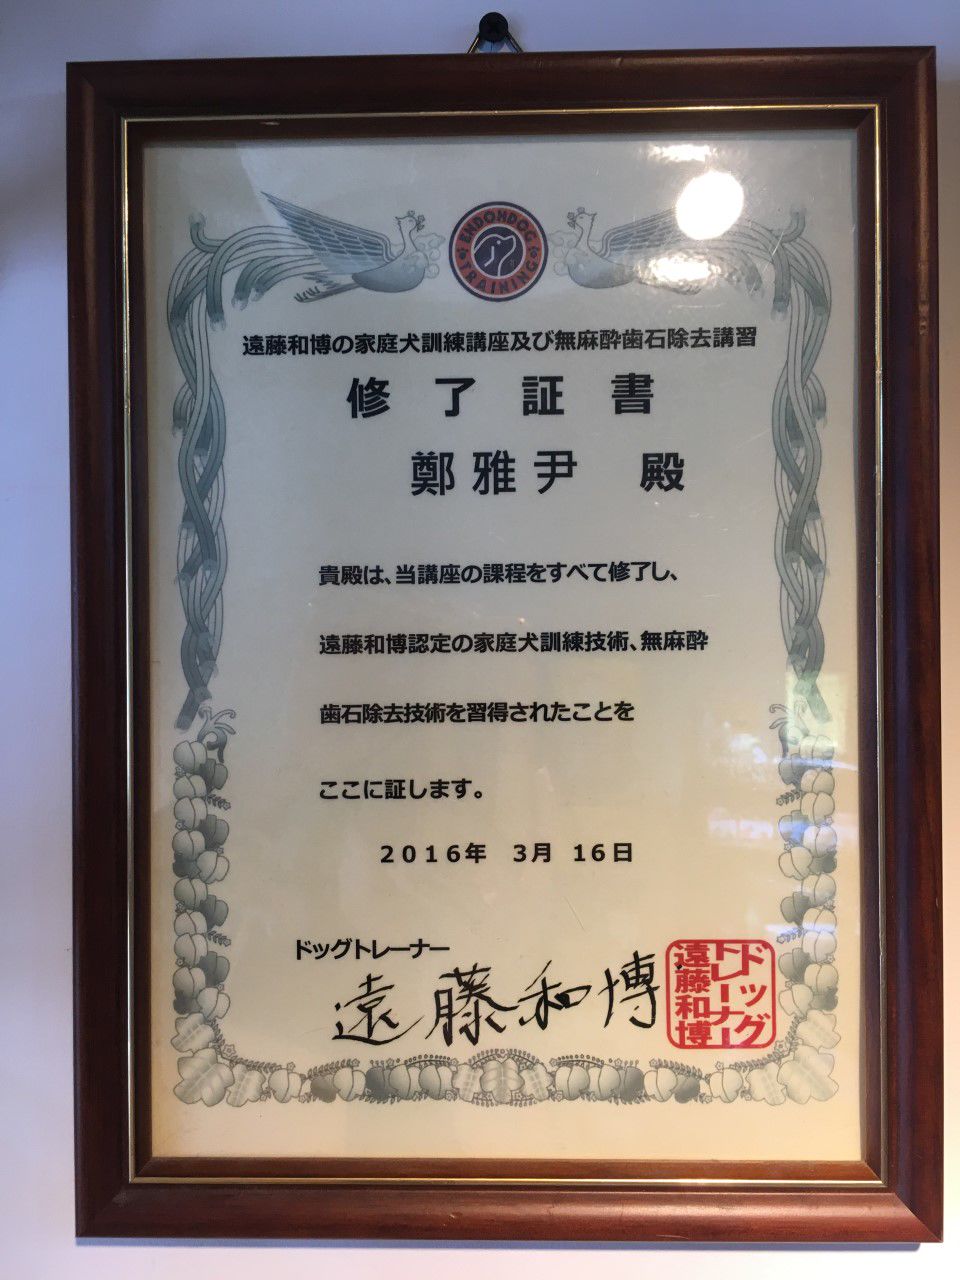 ENDOHDOG
TRAINING
遠藤和博の家庭犬訓練講座及び無麻酔歯石除去講習
修了証書
鄭雅尹 殿
貴殿は、当講座の課程をすべて修了し、
遠藤和博認定の家庭犬訓練技術、無麻酔
歯石除去技術を習得されたことを
ここに証します。
2016年 3月 16日
ドッグトレーナー
遠藤和博
ドッグ
トレーナー
遠藤和博